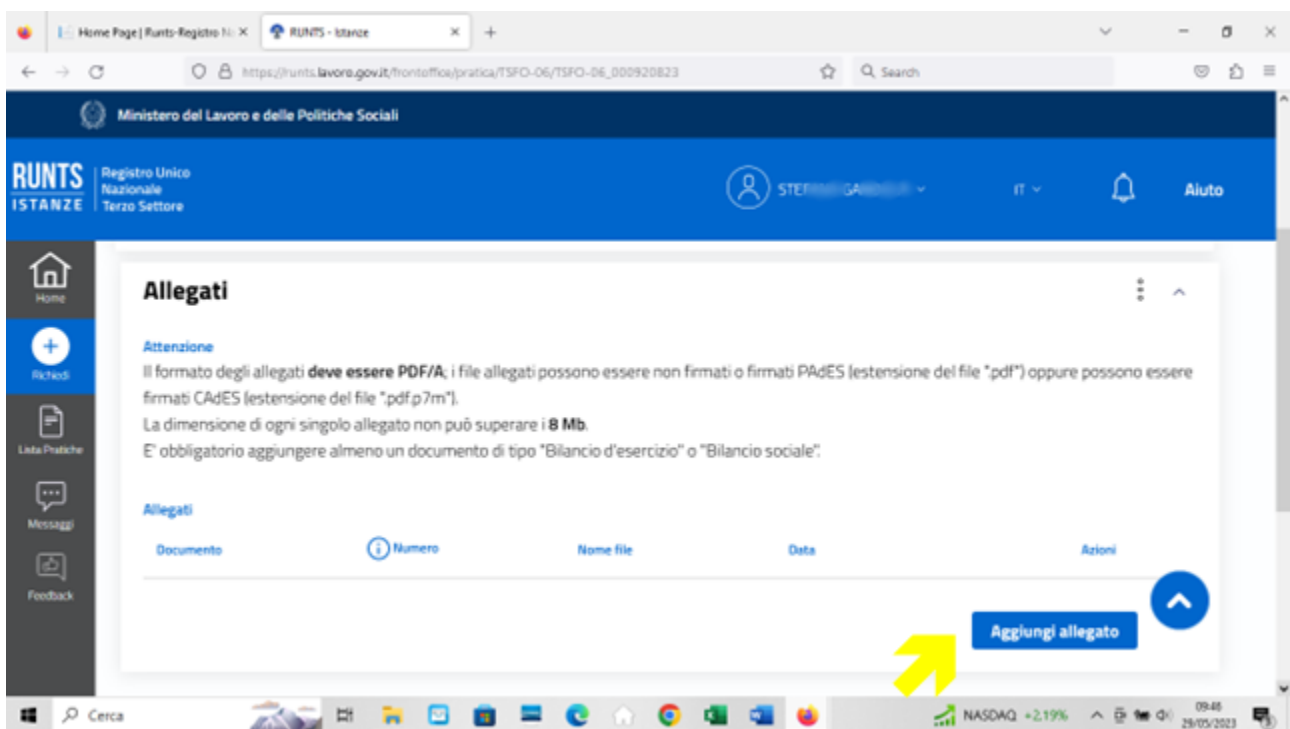 Home Page | Runts-Registro N
RUNTS - Istanze
https://runts.lavoro.gov.it/frontoffice/pratica/TSFO-06/TSFO-06_000920823
Search
Ministero del Lavoro e delle Politiche Sociali
RUNTS
ISTANZE
Registro Unico
Nazionale
Terzo Settore
IT
Aiuto
Home
Richiedi
Lista Pratiche
Messaggi
Feedback
Allegati
Attenzione
Il formato degli allegati deve essere PDF/A; i file allegati possono essere non firmati o firmati PAdES (estensione del file ".pdf") oppure possono essere
firmati CAdES (estensione del file ".pdf.p7m").
La dimensione di ogni singolo allegato non può superare i 8 Mb.
E' obbligatorio aggiungere almeno un documento di tipo "Bilancio d'esercizio" o "Bilancio sociale".
Allegati
Documento Numero Nome file Data Azioni
Aggiungi allegato
Cerca
NASDAQ +2,19%
09:46
29/05/2023